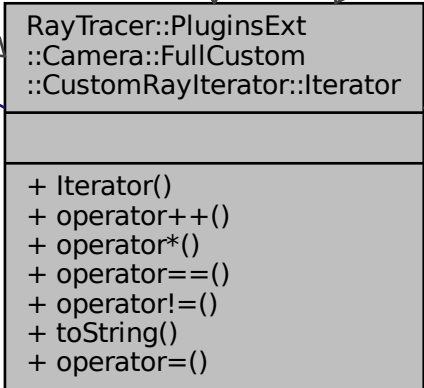 RayTracer::PluginsExt
::Camera::FullCustom
::CustomRayIterator::Iterator
+ Iterator()
+ operator++()
+ operator*()
+ operator==()
+ operator!=()
+ toString()
+ operator=()